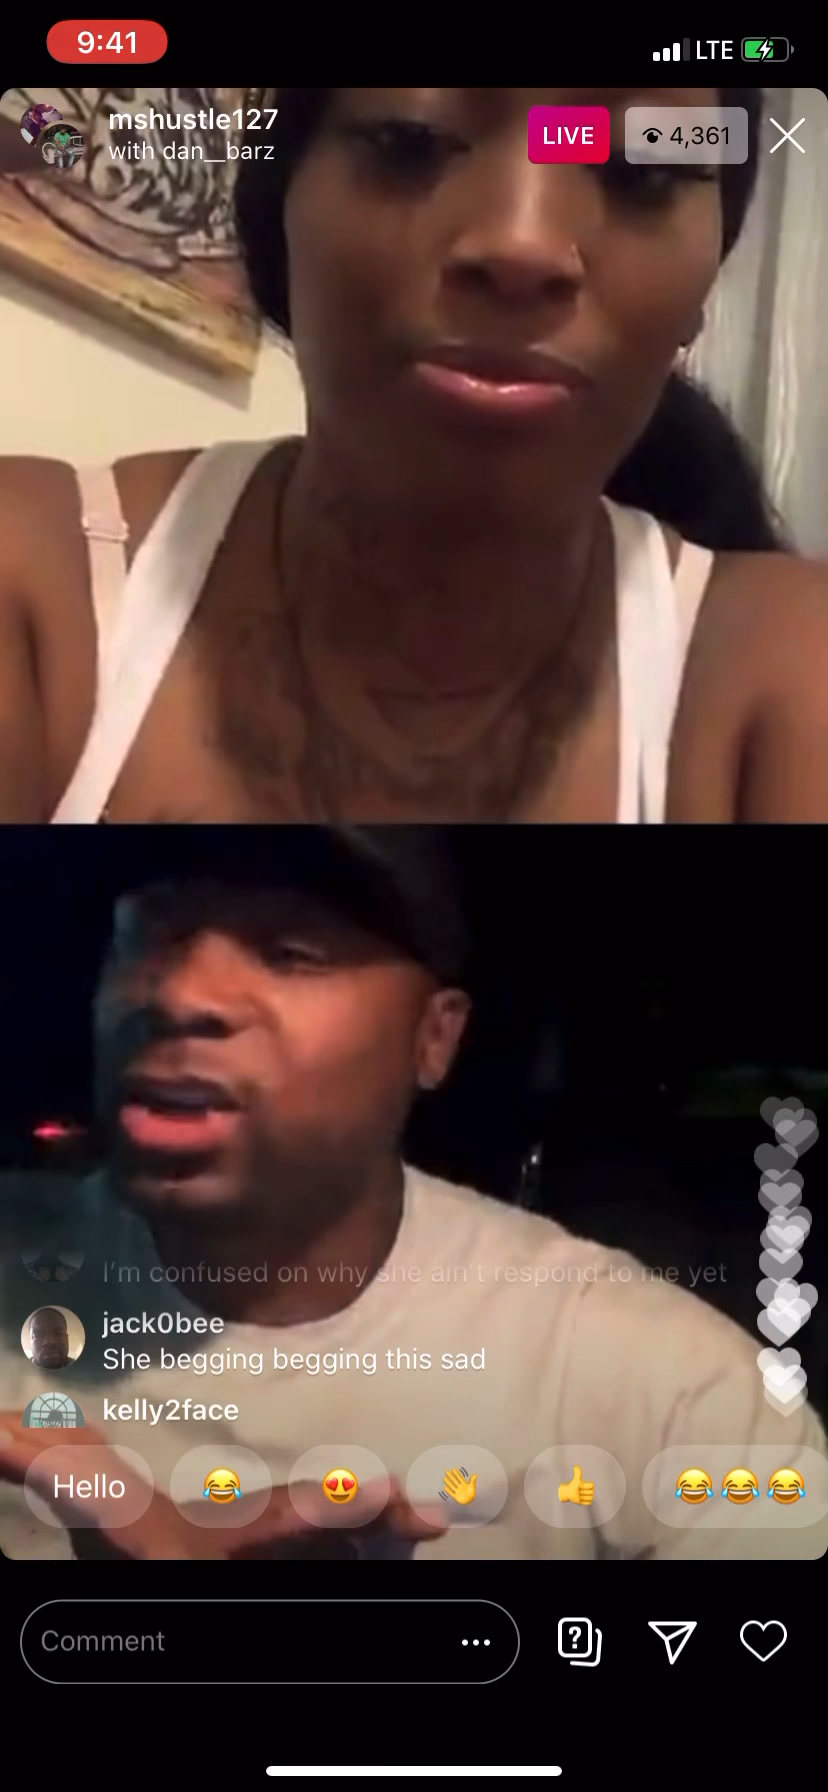 9:41
LTE
mshustle127
with dan__barz
LIVE
4,361
I'm confused on why she ain't respond to me yet
jack0bee
She begging begging this sad
kelly2face
Hello
Comment